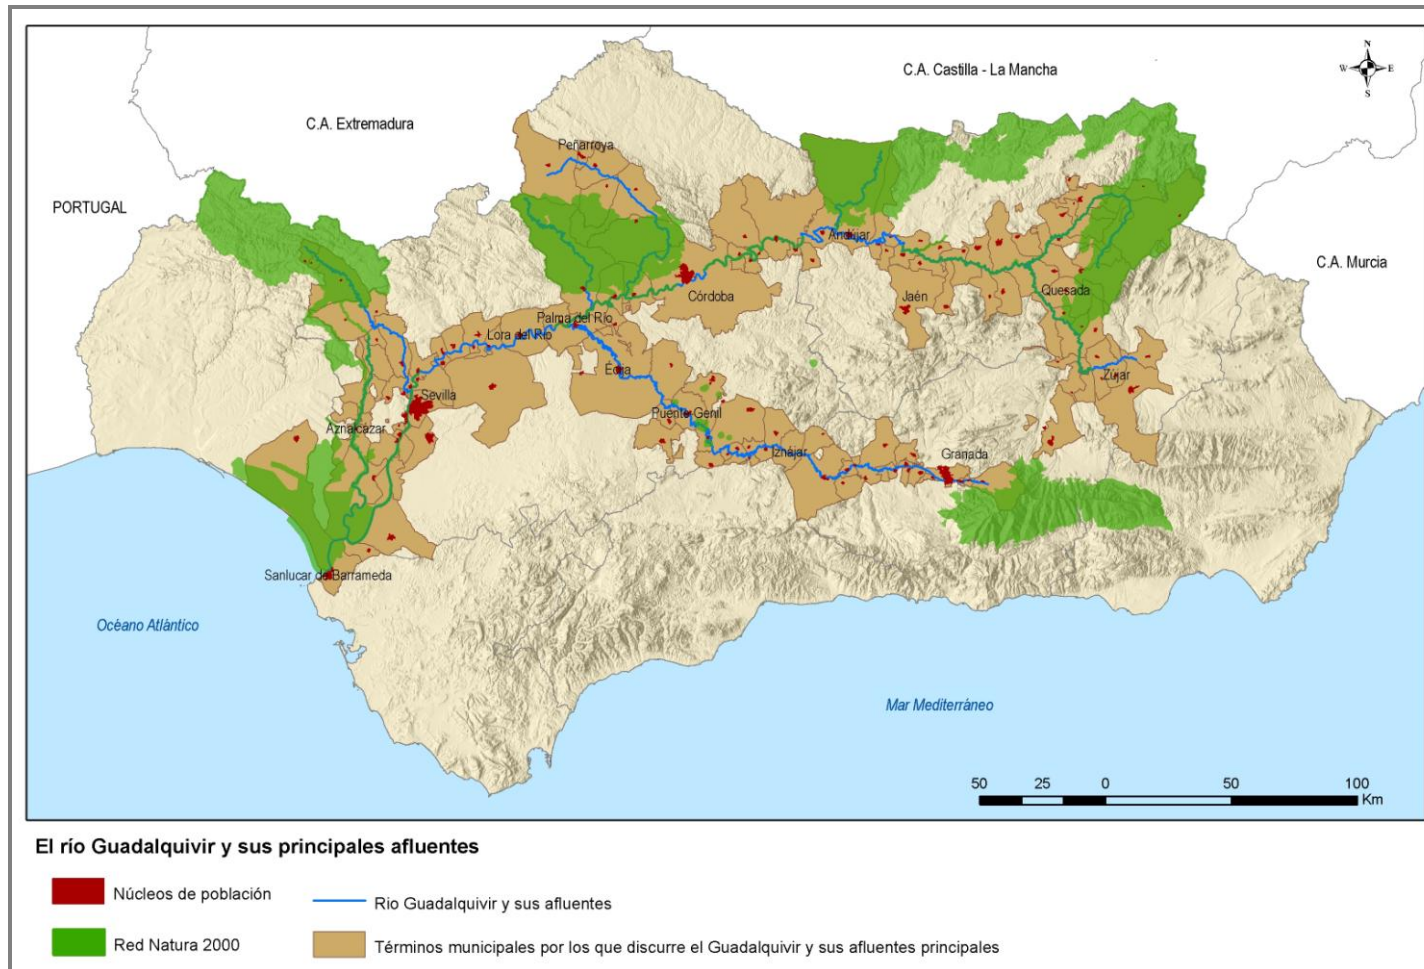 N
W
E
S
C.A. Castilla - La Mancha
C.A. Extremadura
PORTUGAL
Peñarroya
C.A. Murcia
Andújar
Córdoba
Jaén
Quesada
Palma del Río
Lora del Río
Écija
Zújar
Sevilla
Aznalcázar
Puente Genil
Iznájar
Granada
Sanlucar de Barrameda
Océano Atlántico
Mar Mediterráneo
50 25 0 50 100
Km
El río Guadalquivir y sus principales afluentes
Núcleos de población
Rio Guadalquivir y sus afluentes
Red Natura 2000
Términos municipales por los que discurre el Guadalquivir y sus afluentes principales